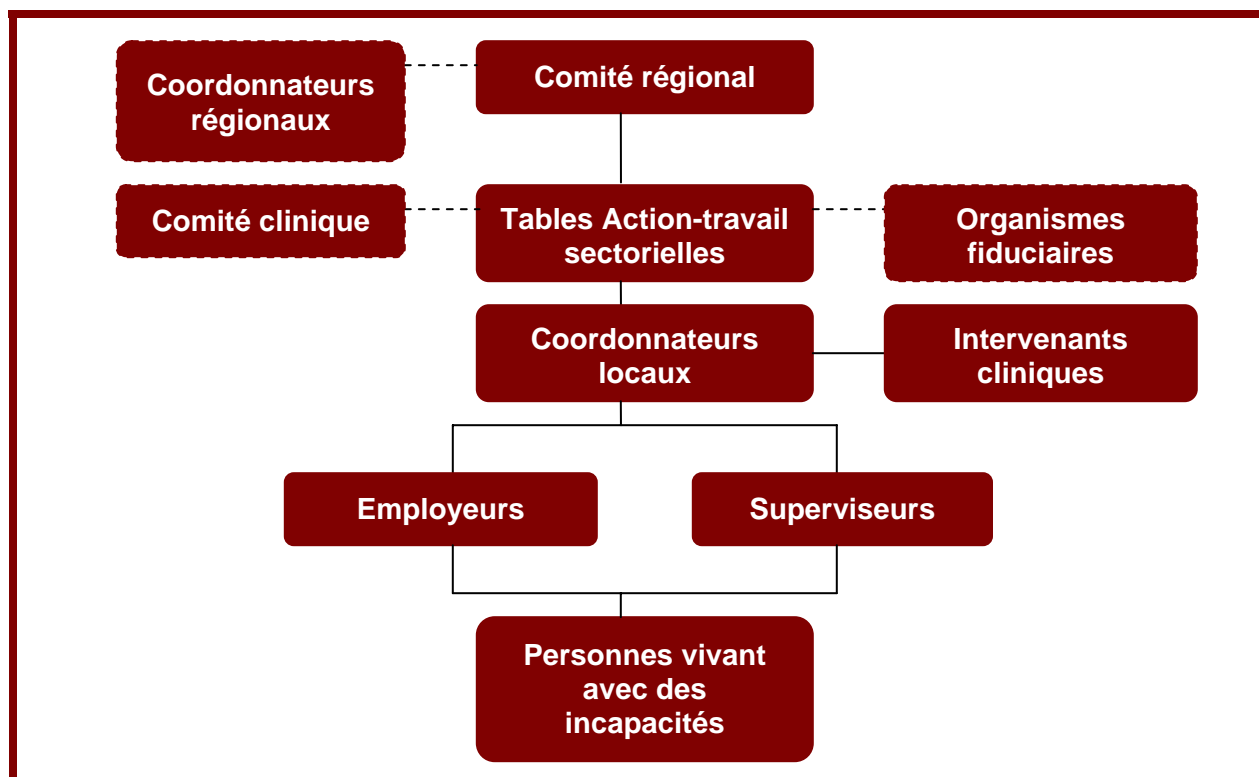 Coordonnateurs
régionaux
Comité régional
Comité clinique
Tables Action-travail
sectorielles
Organismes
fiduciaires
Coordonnateurs
locaux
Intervenants
cliniques
Employeurs
Superviseurs
Personnes vivant
avec des
incapacités